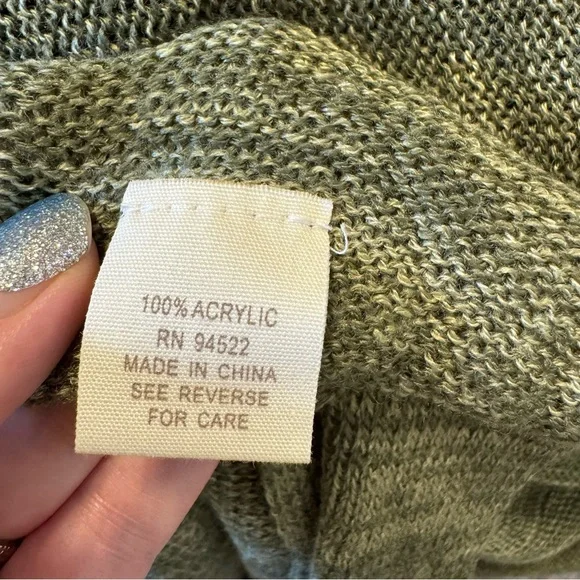 100% ACRYLIC
RN 94522
MADE IN CHINA
SEE REVERSE
FOR CARE